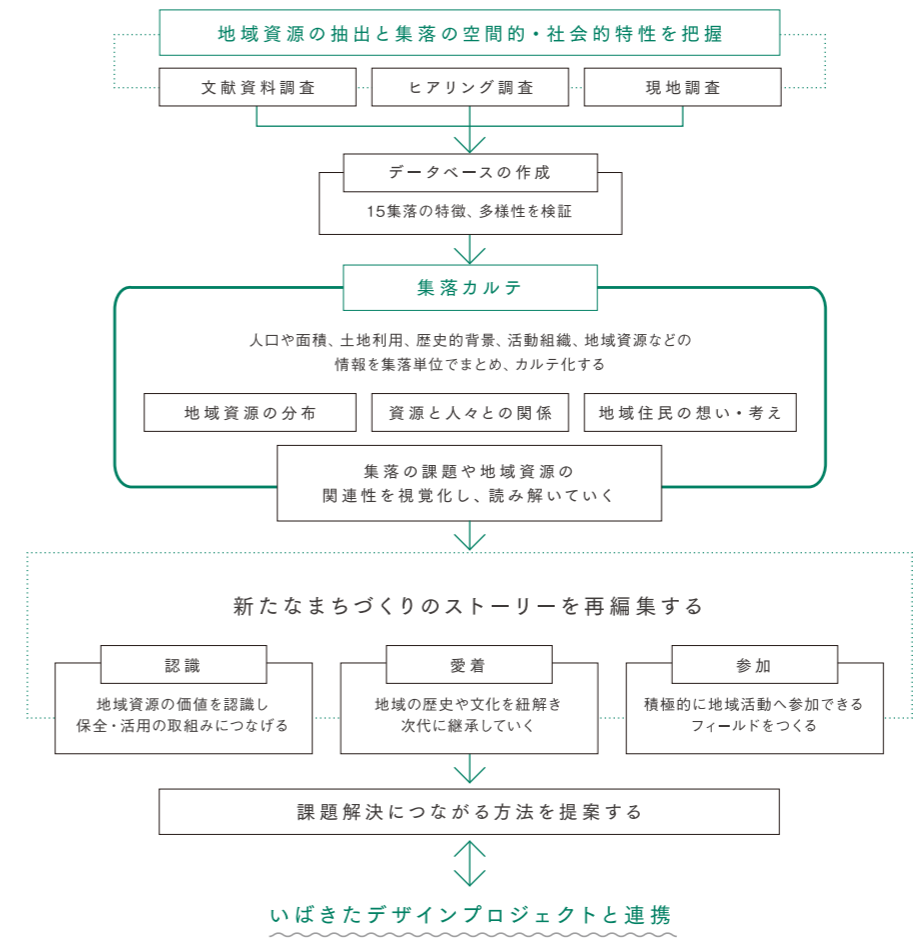 地域資源の抽出と集落の空間的・社会的特性を把握
文献資料調査
ヒアリング調査
現地調査
データベースの作成
15集落の特徴、多様性を検証
集落カルテ
人口や面積、土地利用、歴史的背景、活動組織、地域資源などの
情報を集落単位でまとめ、カルテ化する
地域資源の分布
資源と人々との関係
地域住民の想い・考え
集落の課題や地域資源の
関連性を視覚化し、読み解いていく
新たなまちづくりのストーリーを再編集する
認識
地域資源の価値を認識し
保全・活用の取組みにつなげる
愛着
地域の歴史や文化を紐解き
次代に継承していく
参加
積極的に地域活動へ参加できる
フィールドをつくる
課題解決につながる方法を提案する
いばきたデザインプロジェクトと連携